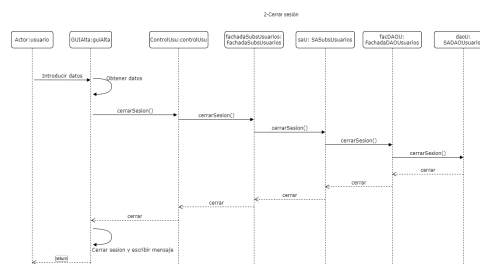 2-Cerrar sesión
Actor:usuario
GUIAlta:guiAlta
ControlUsu:controlUsu
fachadaSubsUsuarios:
FachadaSubsUsuarios
saU: SASubsUsuarios
facDAOU:
FachadaDAOUsuarios
daoU:
SADAOUsuarios
Introducir datos
Obtener datos
cerrarSesion()
cerrarSesion()
cerrarSesion()
cerrarSesion()
cerrarSesion()
cerrar
cerrar
cerrar
cerrar
cerrar
Cerrar sesion y escribir mensaje
return